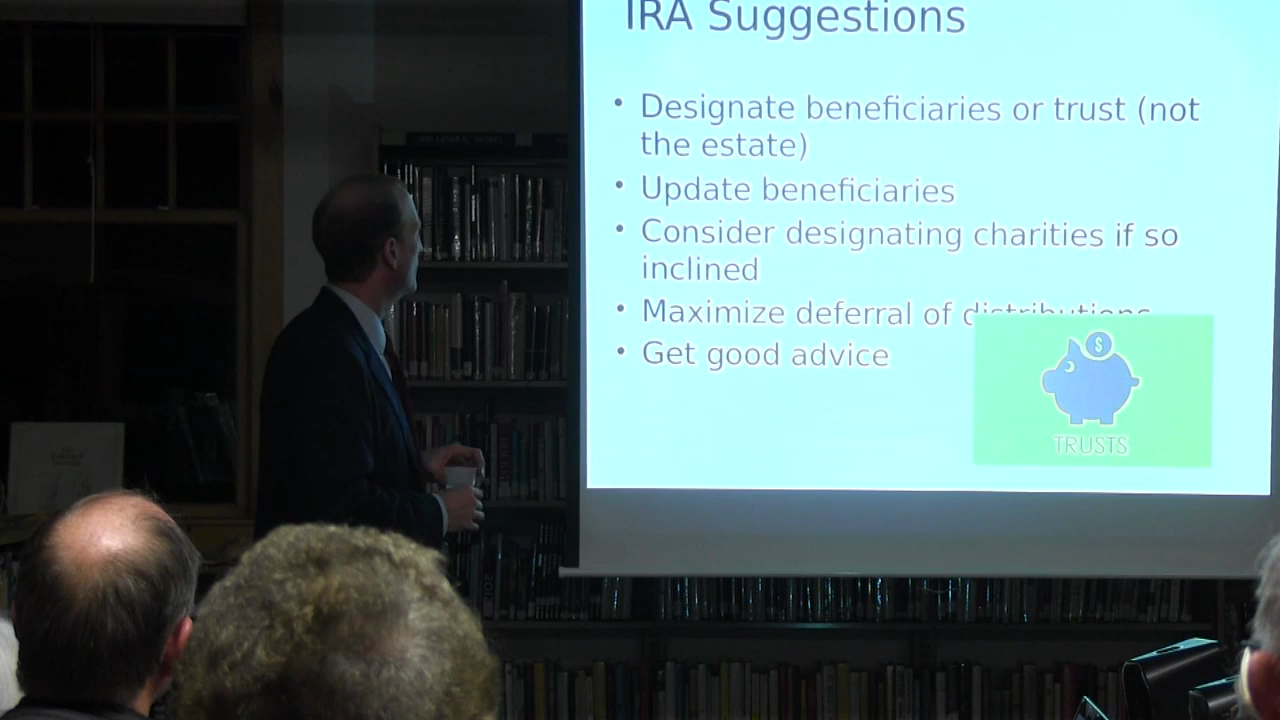 IRA Suggestions
• Designate beneficiaries or trust (not
the estate)
• Update beneficiaries
• Consider designating charities if so
inclined
• Maximize deferral of distributions
• Get good advice
$
TRUSTS